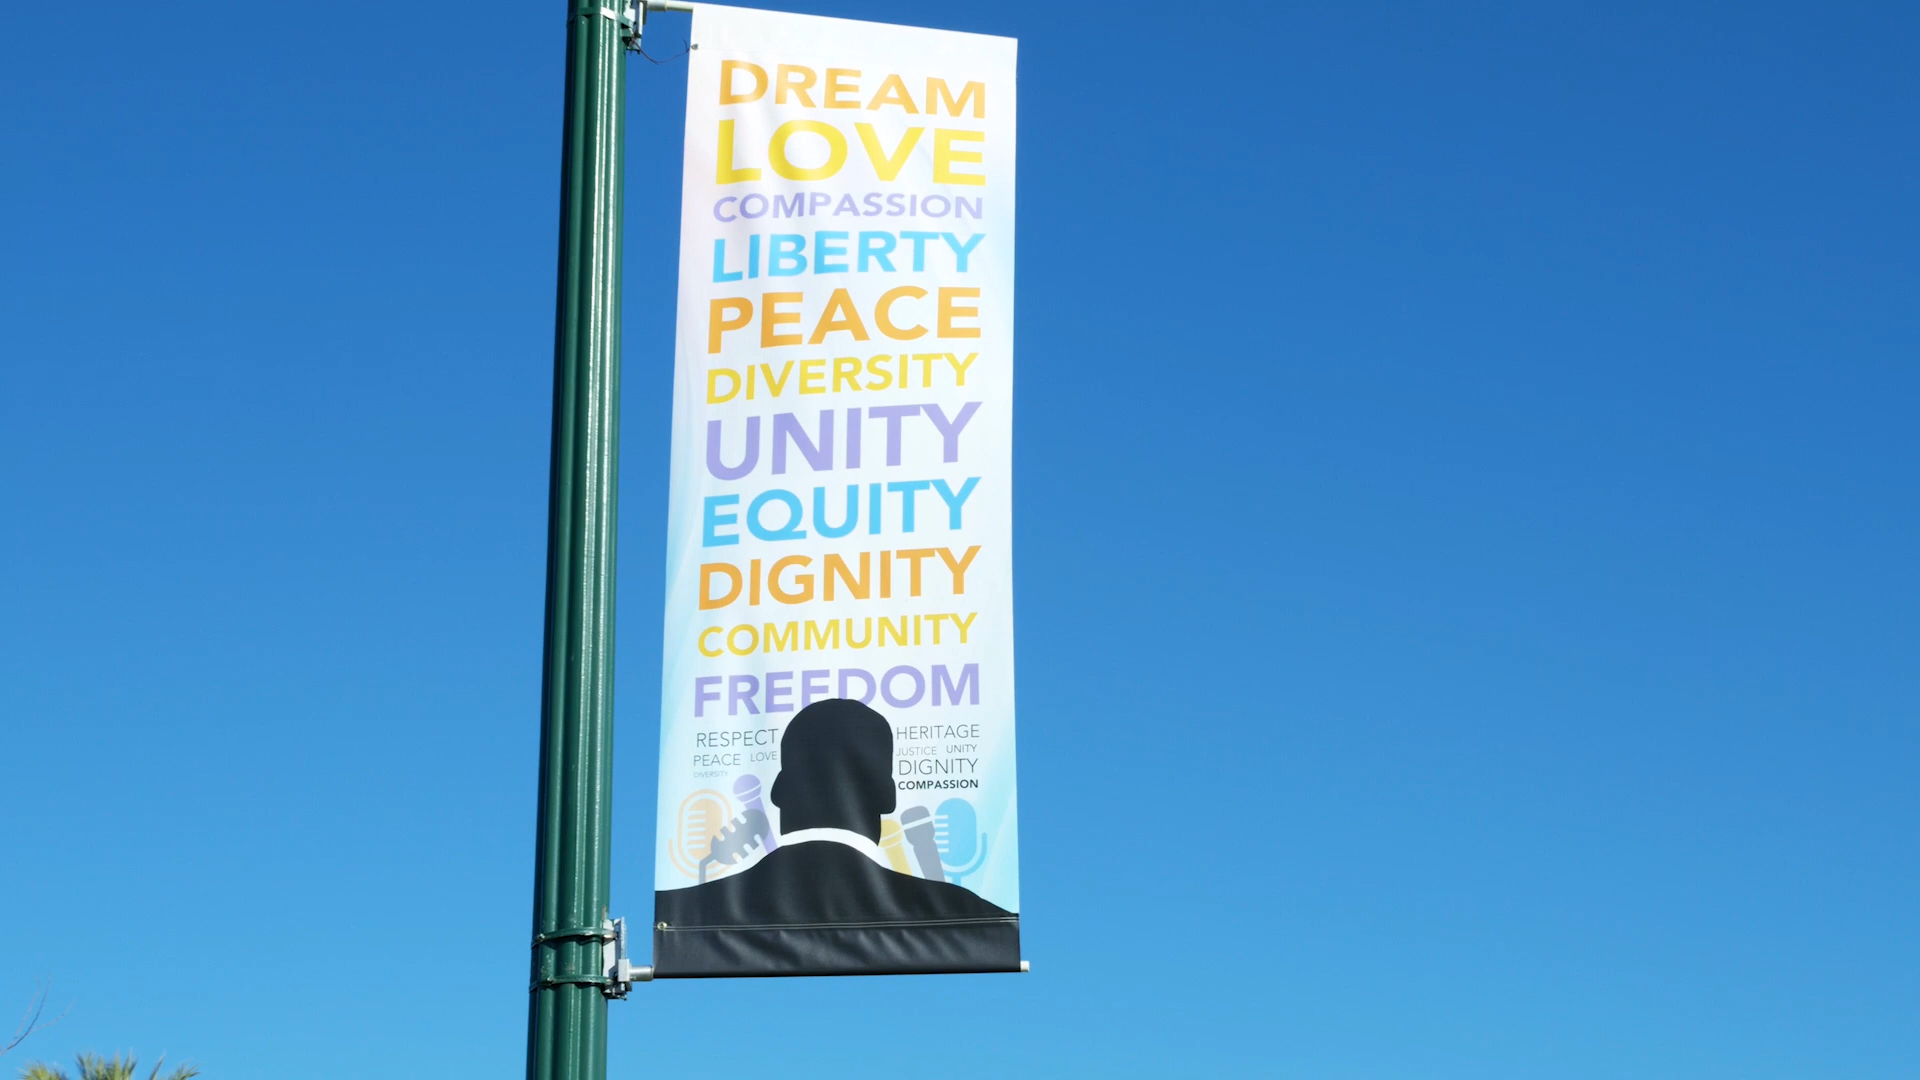 DREAM
LOVE
COMPASSION
LIBERTY
PEACE
DIVERSITY
UNITY
EQUITY
DIGNITY
COMMUNITY
FREEDOM
RESPECT
PEACE LOVE
DIVERSITY
HERITAGE
JUSTICE UNITY
DIGNITY
COMPASSION